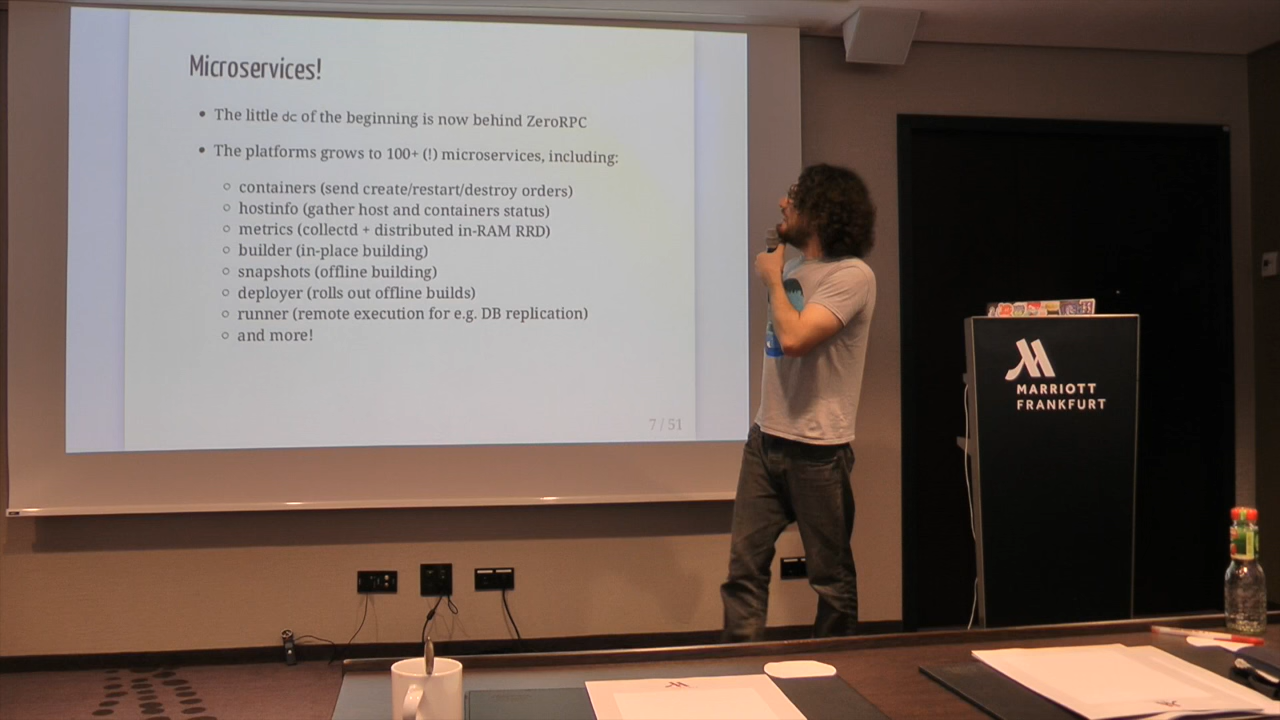 Microservices!
• The little dc of the beginning is now behind ZeroRPC
• The platforms grows to 100+ (!) microservices, including:
○ containers (send create/restart/destroy orders)
○ hostinfo (gather host and containers status)
○ metrics (collectd + distributed in-RAM RRD)
○ builder (in-place building)
○ snapshots (offline building)
○ deployer (rolls out offline builds)
○ runner (remote execution for e.g. DB replication)
○ and more!
7 / 51
MARRIOTT
FRANKFURT